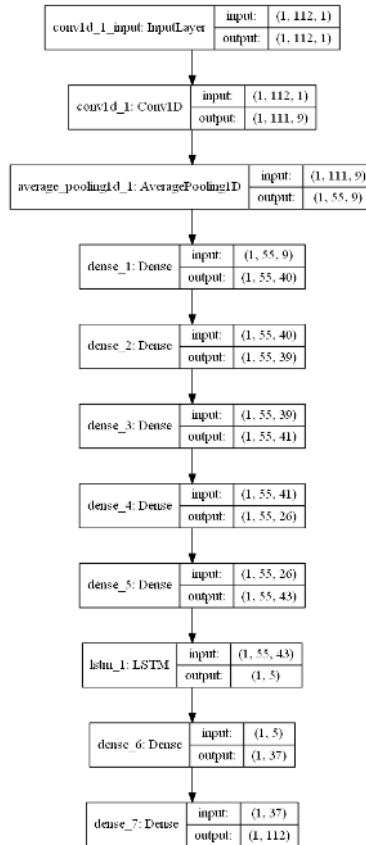 conv1d_1_input: InputLayer input: (1, 112, 1)
output: (1, 112, 1)
conv1d_1: Conv1D input: (1, 112, 1)
output: (1, 111, 9)
average_pooling1d_1: AveragePooling1D input: (1, 111, 9)
output: (1, 55, 9)
dense_1: Dense input: (1, 55, 9)
output: (1, 55, 40)
dense_2: Dense input: (1, 55, 40)
output: (1, 55, 39)
dense_3: Dense input: (1, 55, 39)
output: (1, 55, 41)
dense_4: Dense input: (1, 55, 41)
output: (1, 55, 26)
dense_5: Dense input: (1, 55, 26)
output: (1, 55, 43)
lstm_1: LSTM input: (1, 55, 43)
output: (1, 5)
dense_6: Dense input: (1, 5)
output: (1, 37)
dense_7: Dense input: (1, 37)
output: (1, 112)